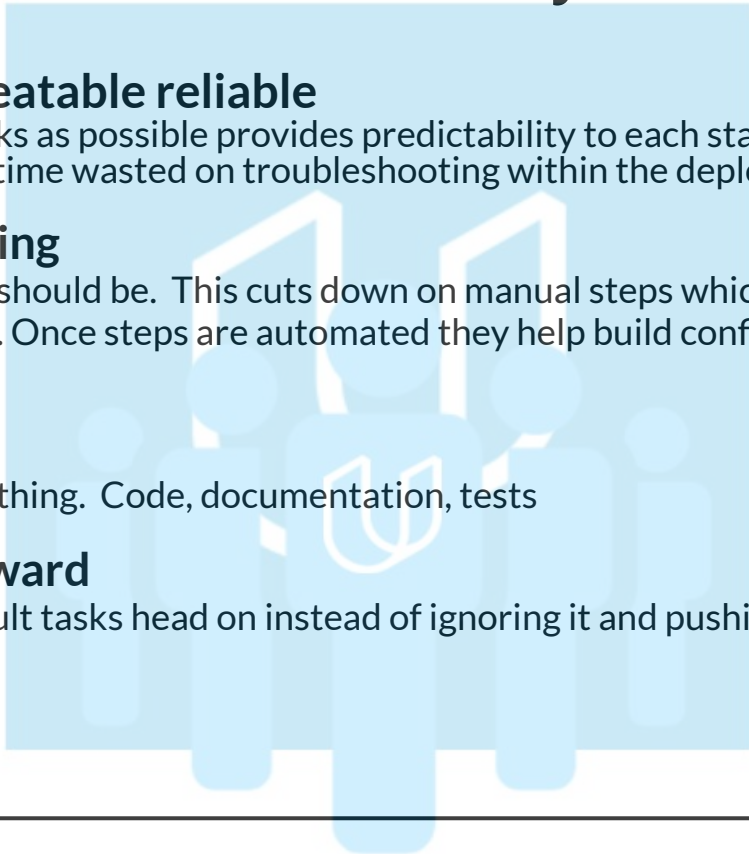 eatable reliable
ks as possible provides predictability to each sta
time wasted on troubleshooting within the deplo
ing
should be. This cuts down on manual steps whic
. Once steps are automated they help build conf
thing. Code, documentation, tests
ward
ult tasks head on instead of ignoring it and pushi